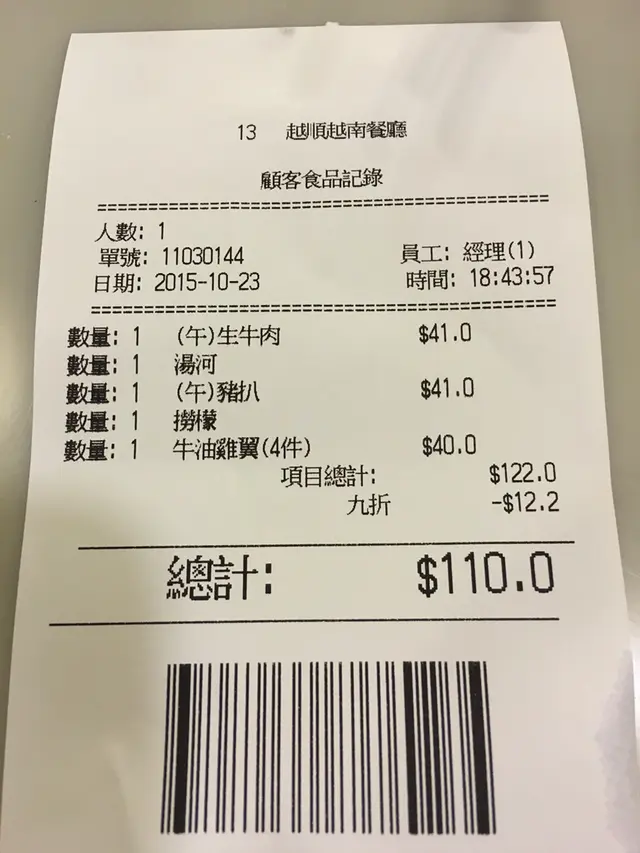 13 越順越南餐廳
顧客食品記錄
================================================
人數: 1
單號: 11030144 員工: 經理(1)
日期: 2015-10-23 時間: 18:43:57
================================================
數量: 1 (午)生牛肉 $41.0
數量: 1 湯河
數量: 1 (午)豬扒 $41.0
數量: 1 撈檬
數量: 1 牛油雞翼(4件) $40.0
項目總計: $122.0
九折 -$12.2
總計: $110.0